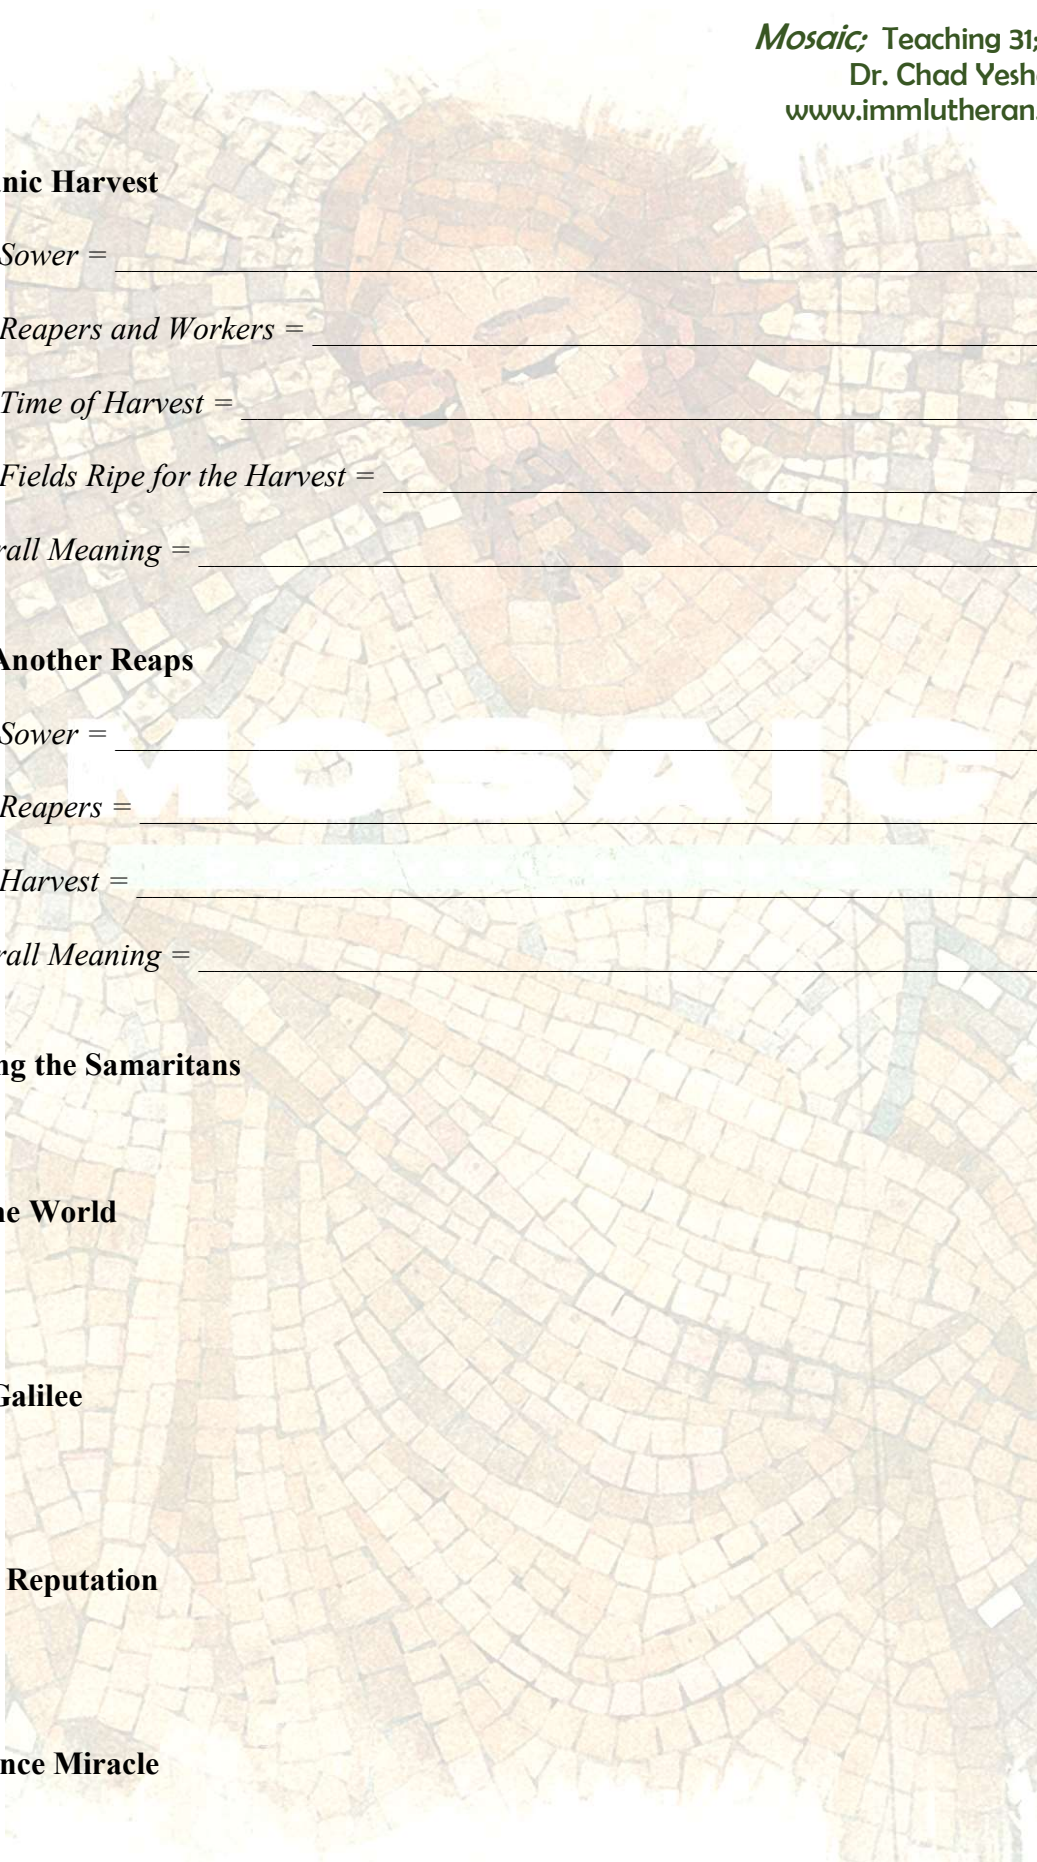 Mosaic; Teaching 31;
Dr. Chad Yesh
www.immlutheran.
nic Harvest
Sower =
Reapers and Workers =
Time of Harvest =
Fields Ripe for the Harvest =
rall Meaning =
Another Reaps
Sower =
MOSAIC
Reapers =
Harvest =
rall Meaning =
ng the Samaritans
he World
Galilee
Reputation
nce Miracle